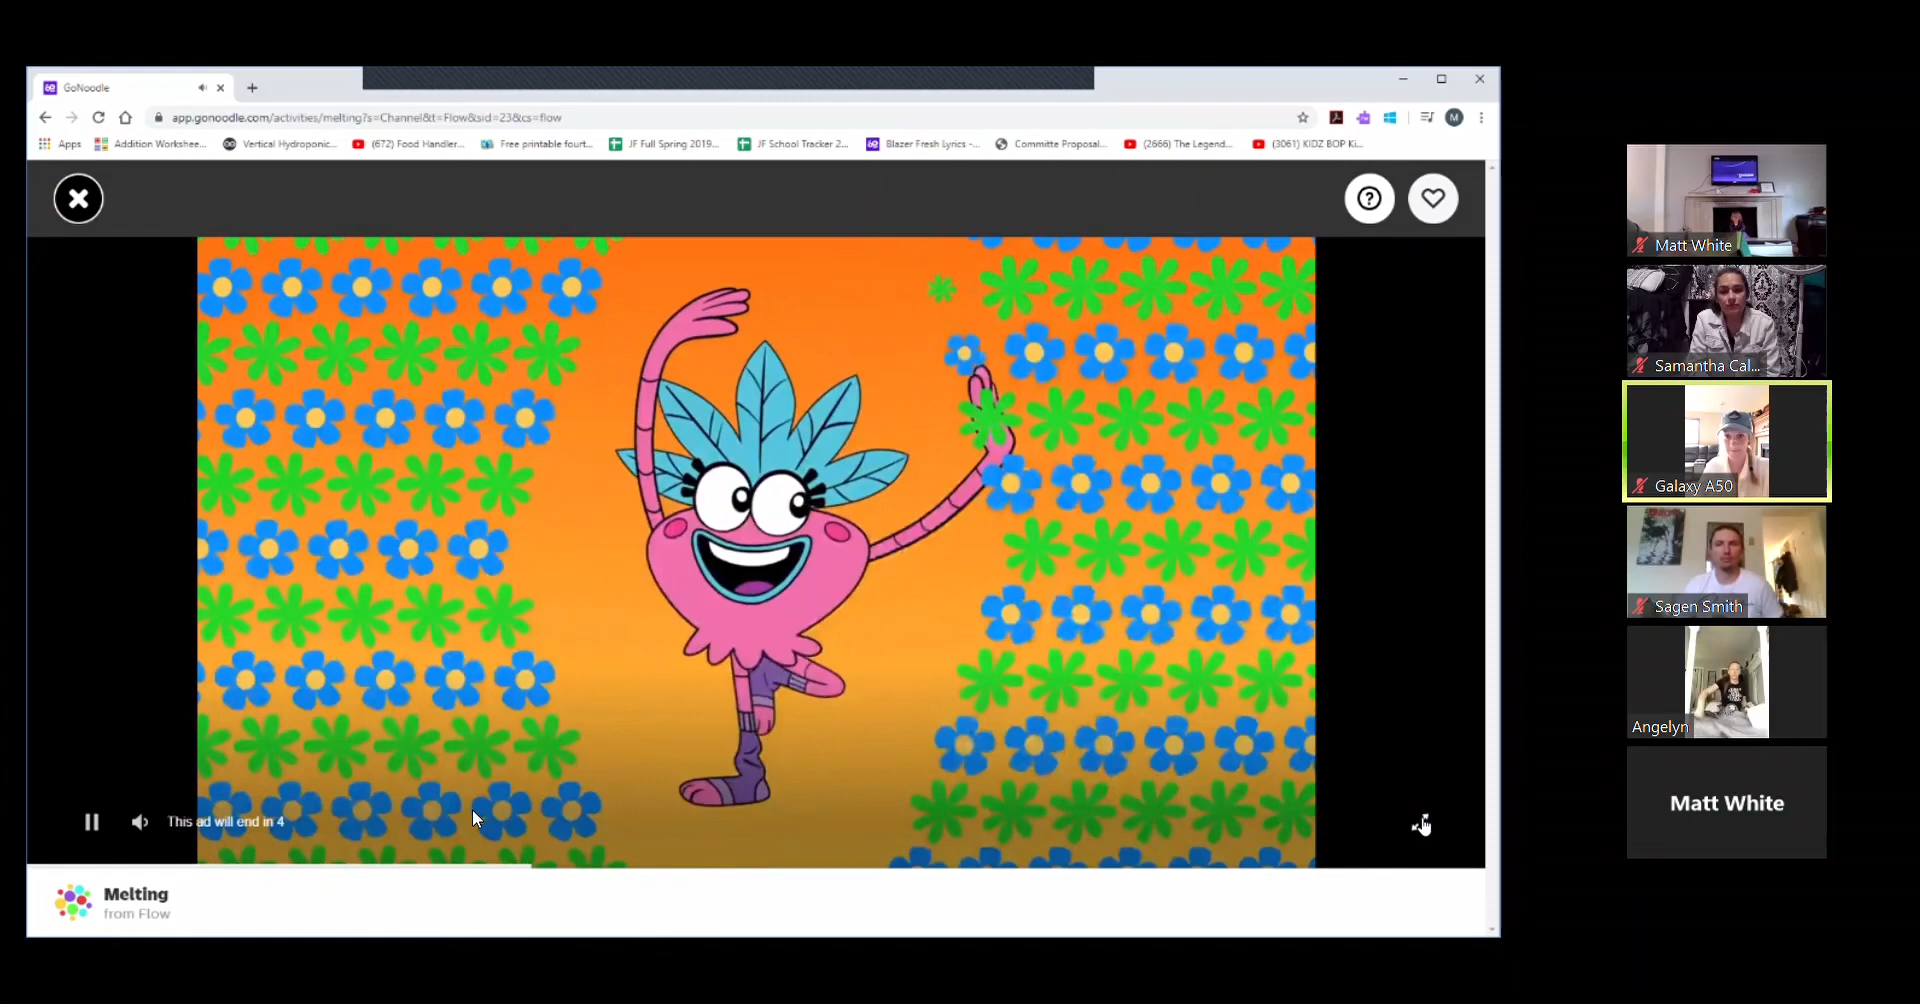 GoNoodle
app.gonoodle.com/activities/melting?s=Channel&t=Flow&sid=23&cs=flow
M
Apps
Addition Workshee...
Vertical Hydroponic...
(672) Food Handler...
Free printable fourt...
JF Full Spring 2019...
JF School Tracker 2...
Blazer Fresh Lyrics -...
Committe Proposal...
(2666) The Legend...
(3061) KIDZ BOP Ki...
This ad will end in 4
Melting
from Flow
Matt White
Samantha Cal...
Galaxy A50
Sagen Smith
Angelyn
Matt White